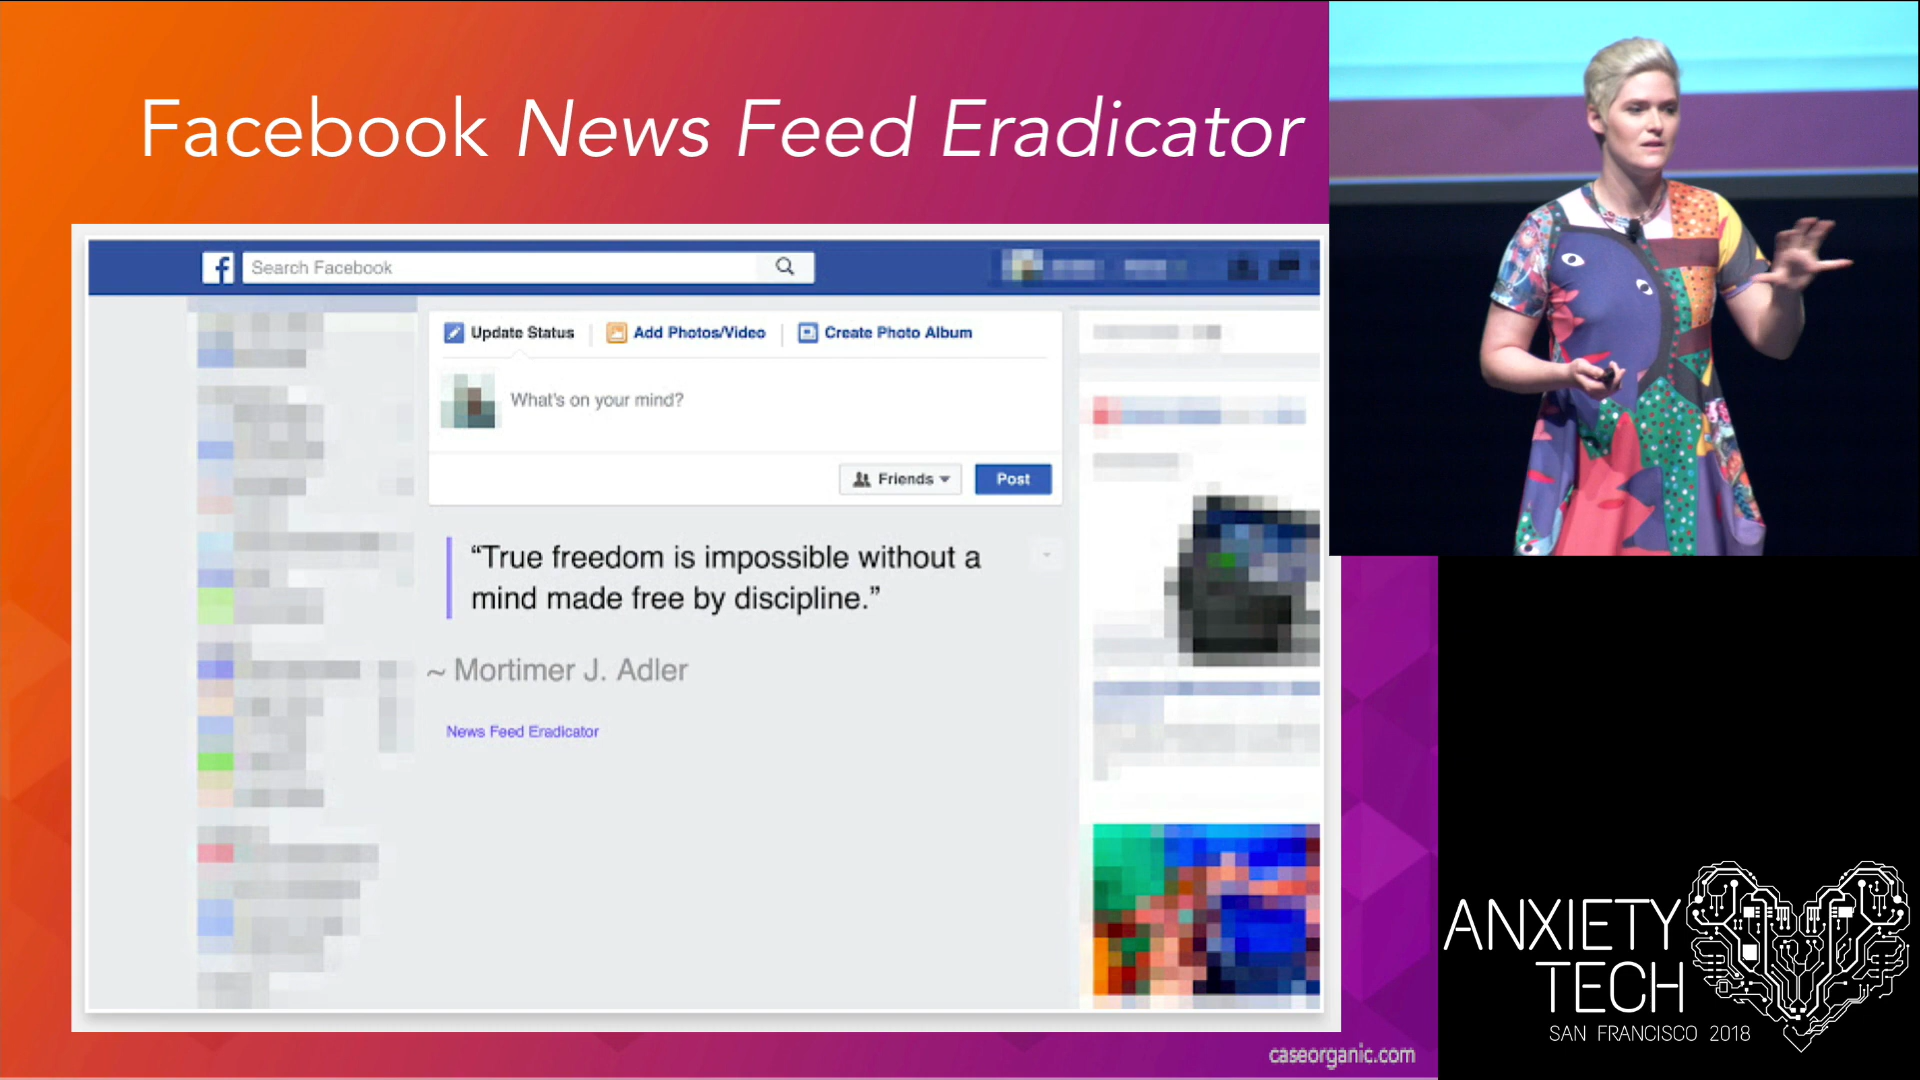 Facebook News Feed Eradicator
Search Facebook
Update Status
Add Photos/Video
Create Photo Album
What's on your mind?
Friends
Post
“True freedom is impossible without a
mind made free by discipline.”
~ Mortimer J. Adler
News Feed Eradicator
caseorganic.com
ANXIETY
TECH
SAN FRANCISCO 2018